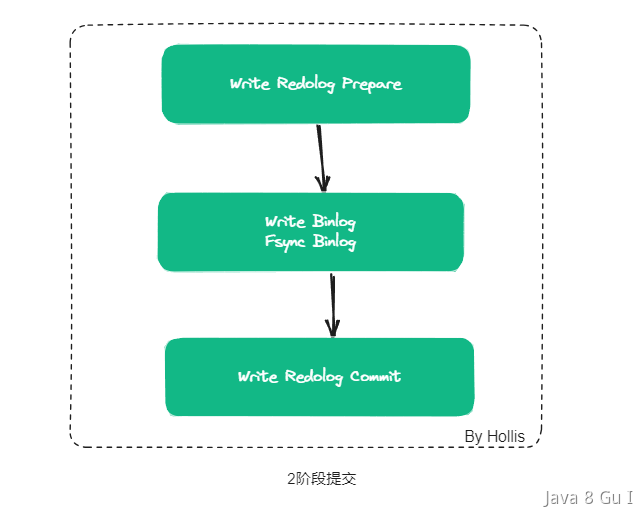 Write Redolog Prepare
Write Binlog
Fsync Binlog
Write Redolog Commit
By Hollis
2阶段提交
Java 8 Gu I